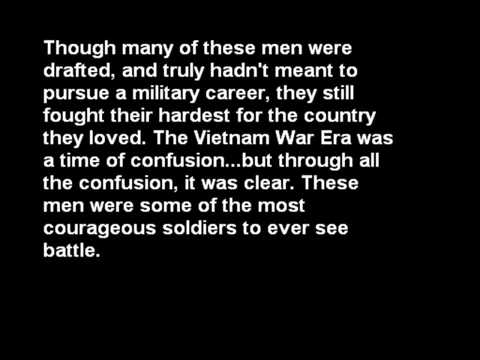 Though many of these men were
drafted, and truly hadn't meant to
pursue a military career, they still
fought their hardest for the country
they loved. The Vietnam War Era was
a time of confusion...but through all
the confusion, it was clear. These
men were some of the most
courageous soldiers to ever see
battle.